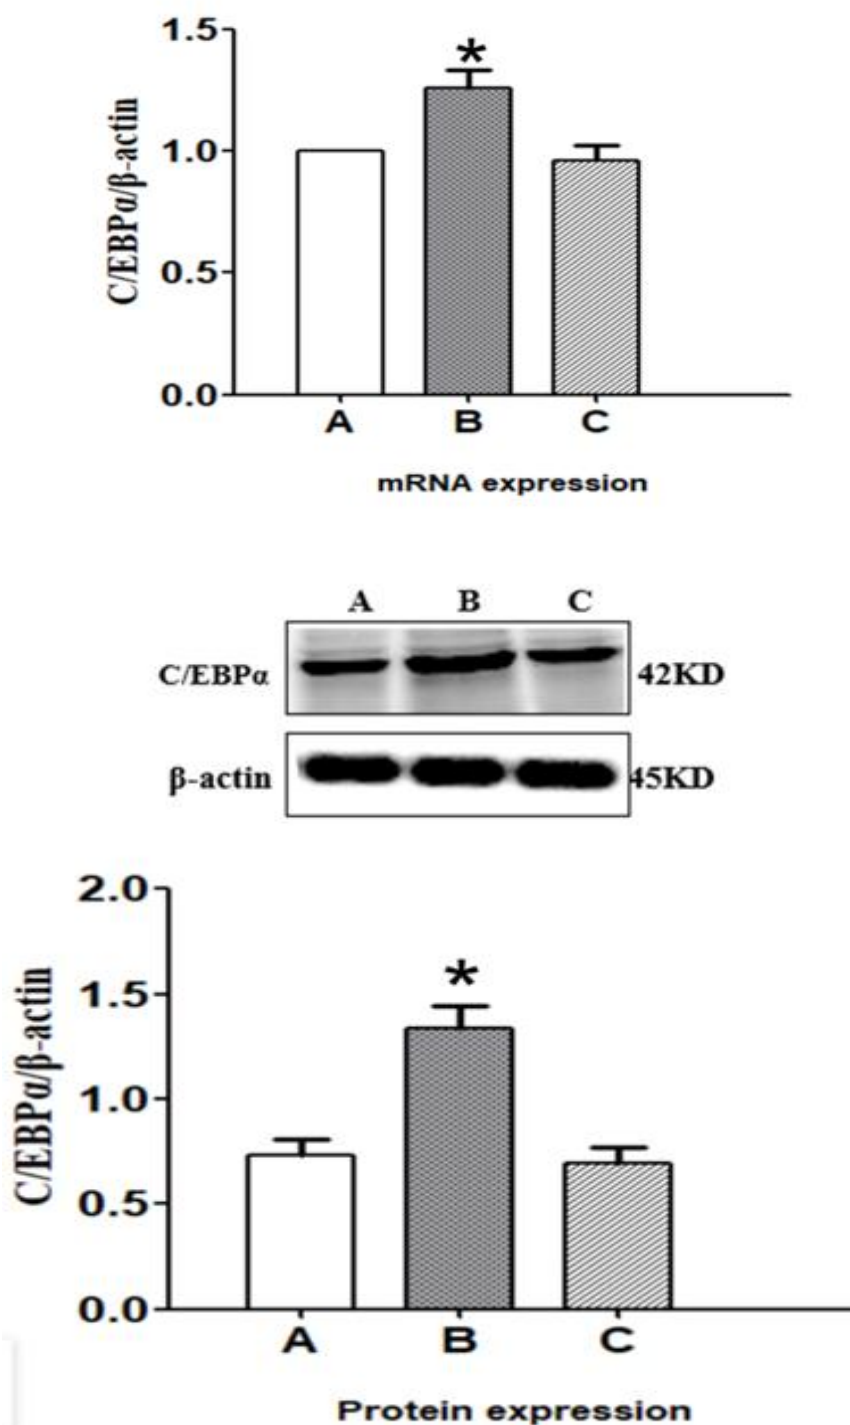 1.5
*
1.0
0.5
0.0
C/EBPα/β-actin
A B C
mRNA expression
A B C
C/EBPα 42KD
β-actin 45KD
2.0
*
1.5
1.0
0.5
0.0
C/EBPα/β-actin
A B C
Protein expression